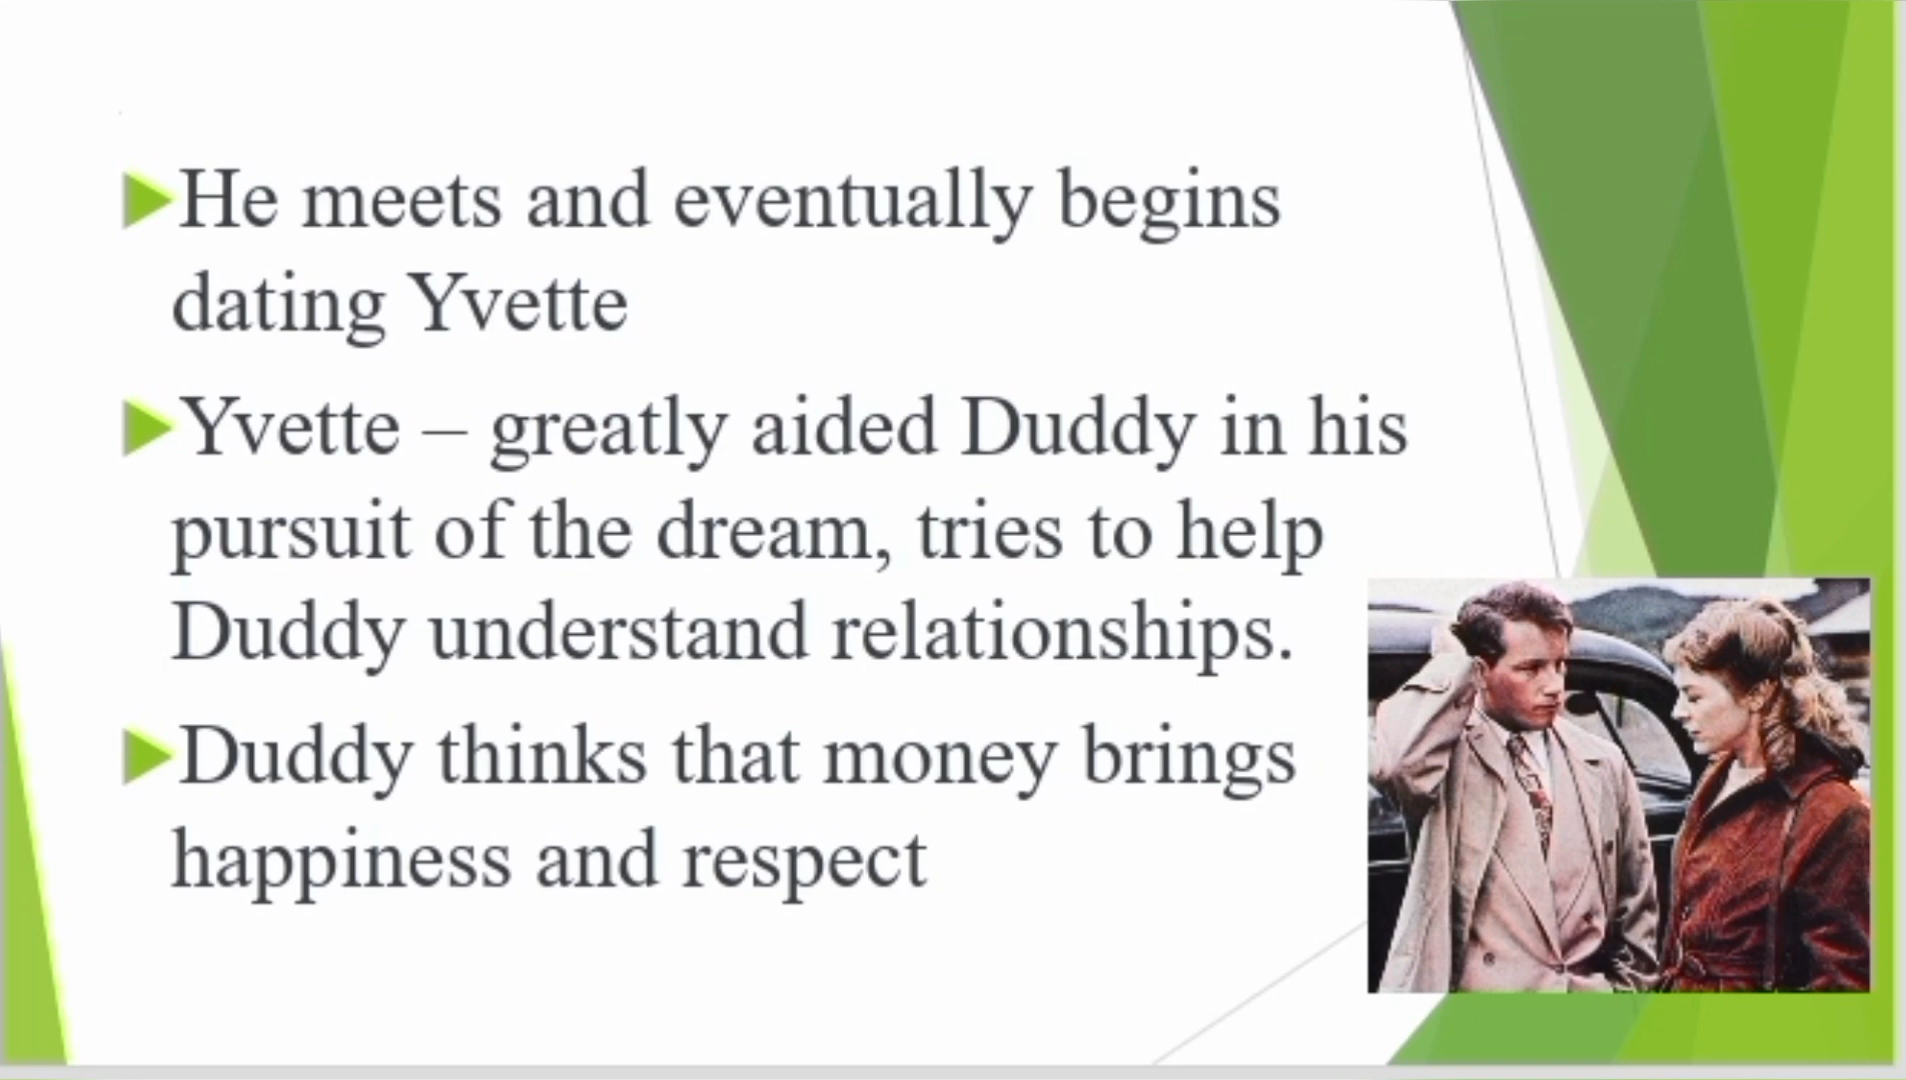 He meets and eventually begins
dating Yvette
Yvette – greatly aided Duddy in his
pursuit of the dream, tries to help
Duddy understand relationships.
Duddy thinks that money brings
happiness and respect